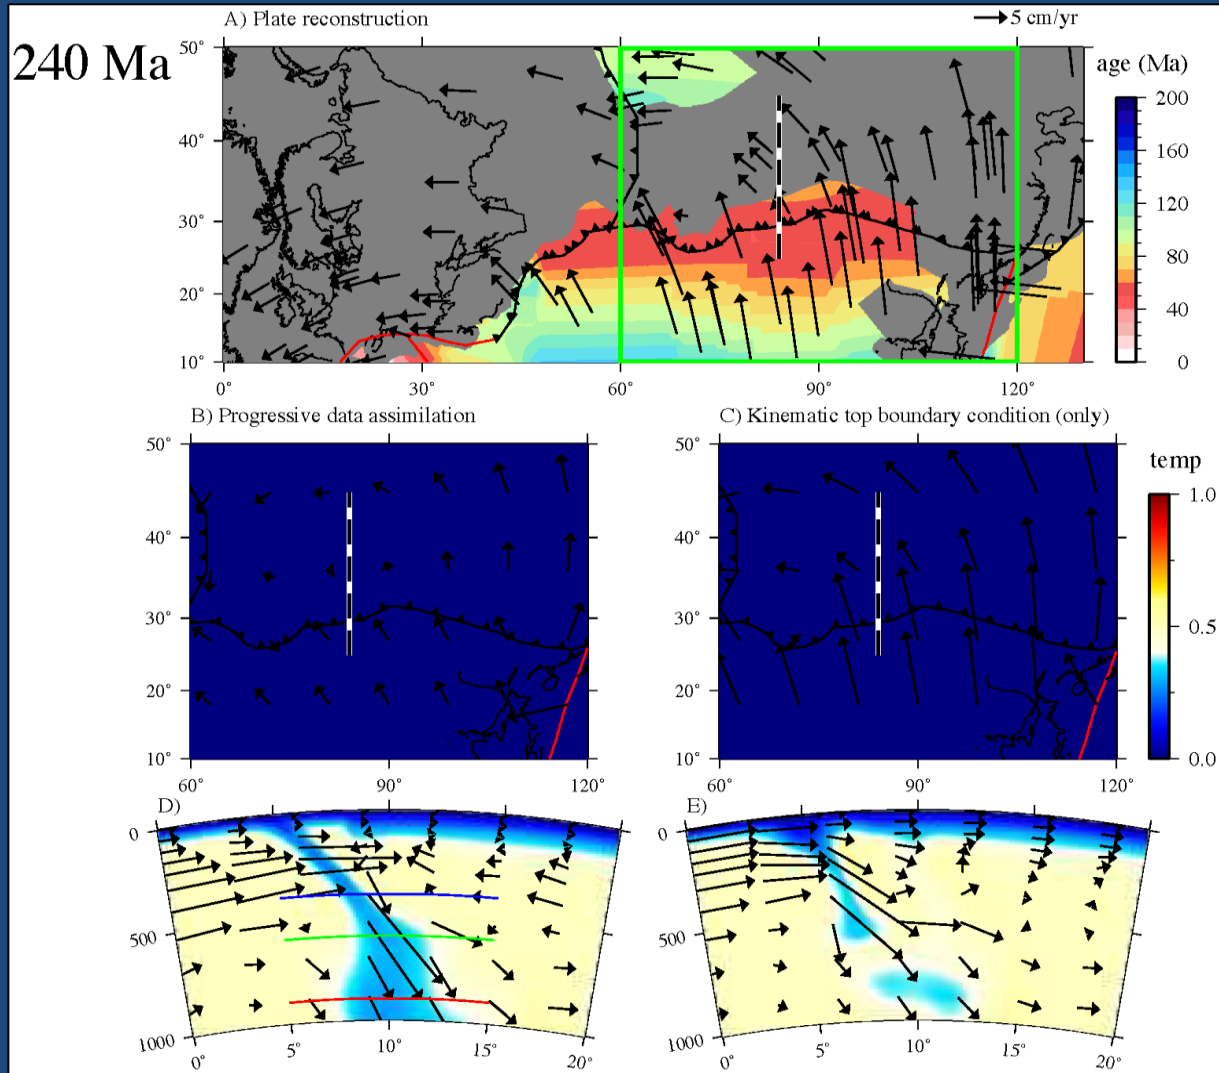 A) Plate reconstruction
5 cm/yr
240 Ma
age (Ma)
50°
40°
30°
20°
10°
0° 30° 60° 90° 120°
200
160
120
80
40
0
B) Progressive data assimilation
C) Kinematic top boundary condition (only)
50°
40°
30°
20°
10°
60° 90° 120°
50°
40°
30°
20°
10°
60° 90° 120°
temp
1.0
0.5
0.0
D)
0
500
1000
0° 5° 10° 15° 20°
E)
0
500
1000
0° 5° 10° 15° 20°